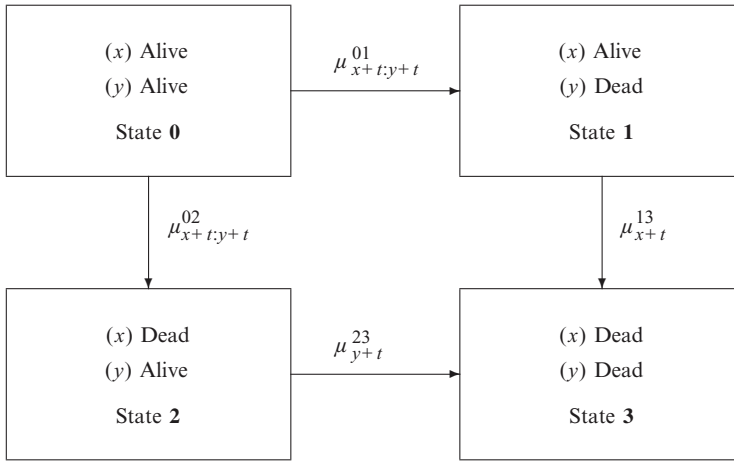 (x) Alive
(y) Alive
State 0
μ^{01}_{x+t:y+t}
(x) Alive
(y) Dead
State 1
μ^{02}_{x+t:y+t}
μ^{13}_{x+t}
(x) Dead
(y) Alive
State 2
μ^{23}_{y+t}
(x) Dead
(y) Dead
State 3